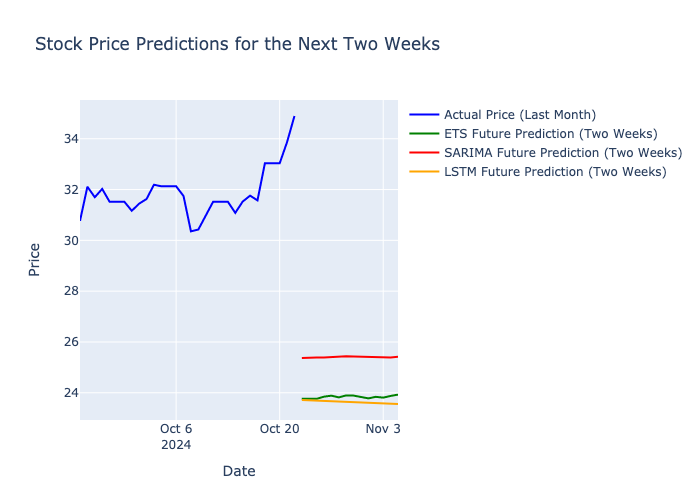 Stock Price Predictions for the Next Two Weeks
Actual Price (Last Month)
ETS Future Prediction (Two Weeks)
SARIMA Future Prediction (Two Weeks)
LSTM Future Prediction (Two Weeks)
Price
34
32
30
28
26
24
Oct 6
2024
Oct 20
Nov 3
Date